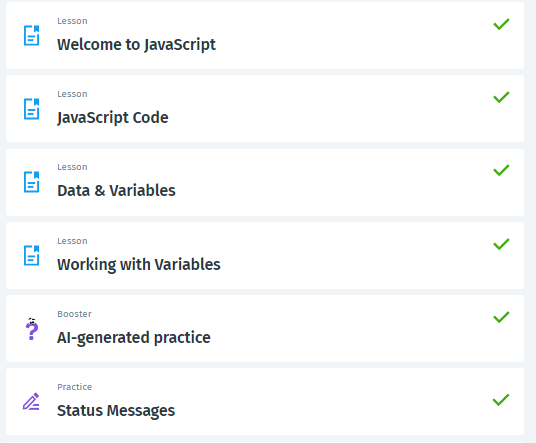 Lesson
Welcome to JavaScript
Lesson
JavaScript Code
Lesson
Data & Variables
Lesson
Working with Variables
Booster
AI-generated practice
Practice
Status Messages